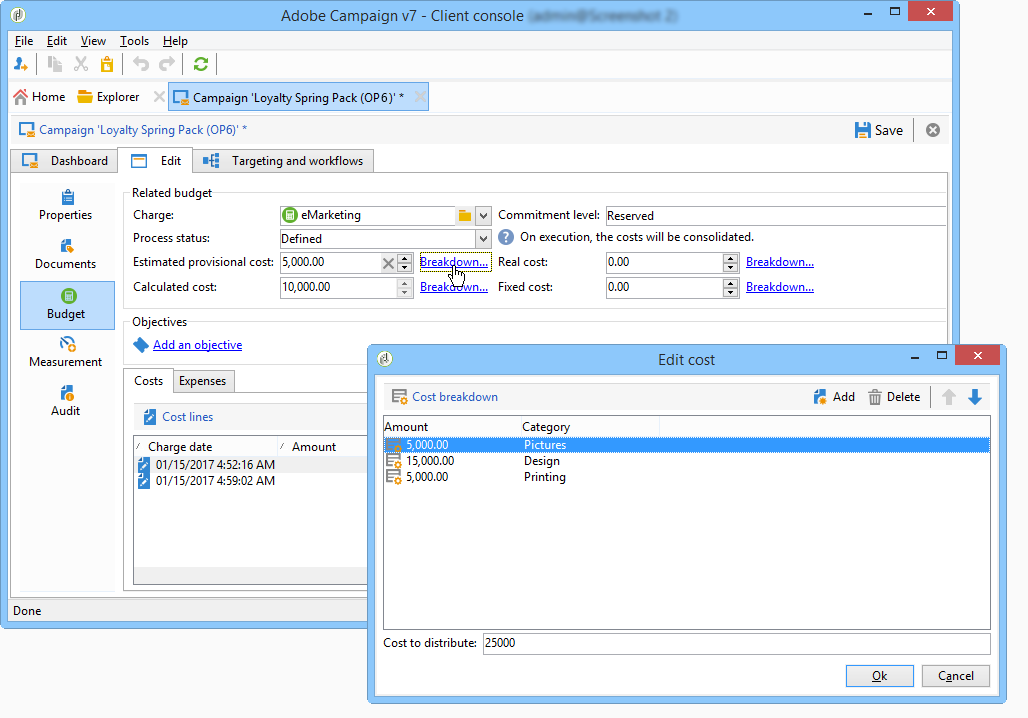 Adobe Campaign v7 - Client console
File Edit View Tools Help
Home Explorer Campaign 'Loyalty Spring Pack (OP6)' *
Campaign 'Loyalty Spring Pack (OP6)' * Save
Dashboard Edit Targeting and workflows
Properties
Documents
Budget
Measurement
Audit
Related budget
Charge: eMarketing Commitment level: Reserved
Process status: Defined ? On execution, the costs will be consolidated.
Estimated provisional cost: 5,000.00 Breakdown... Real cost: 0.00 Breakdown...
Calculated cost: 10,000.00 Breakdown... Fixed cost: 0.00 Breakdown...
Objectives
Add an objective
Costs Expenses
Cost lines
Charge date Amount
01/15/2017 4:52:16 AM
01/15/2017 4:59:02 AM
Done
Edit cost
Cost breakdown Add Delete
Amount Category
5,000.00 Pictures
15,000.00 Design
5,000.00 Printing
Cost to distribute: 25000
Ok Cancel